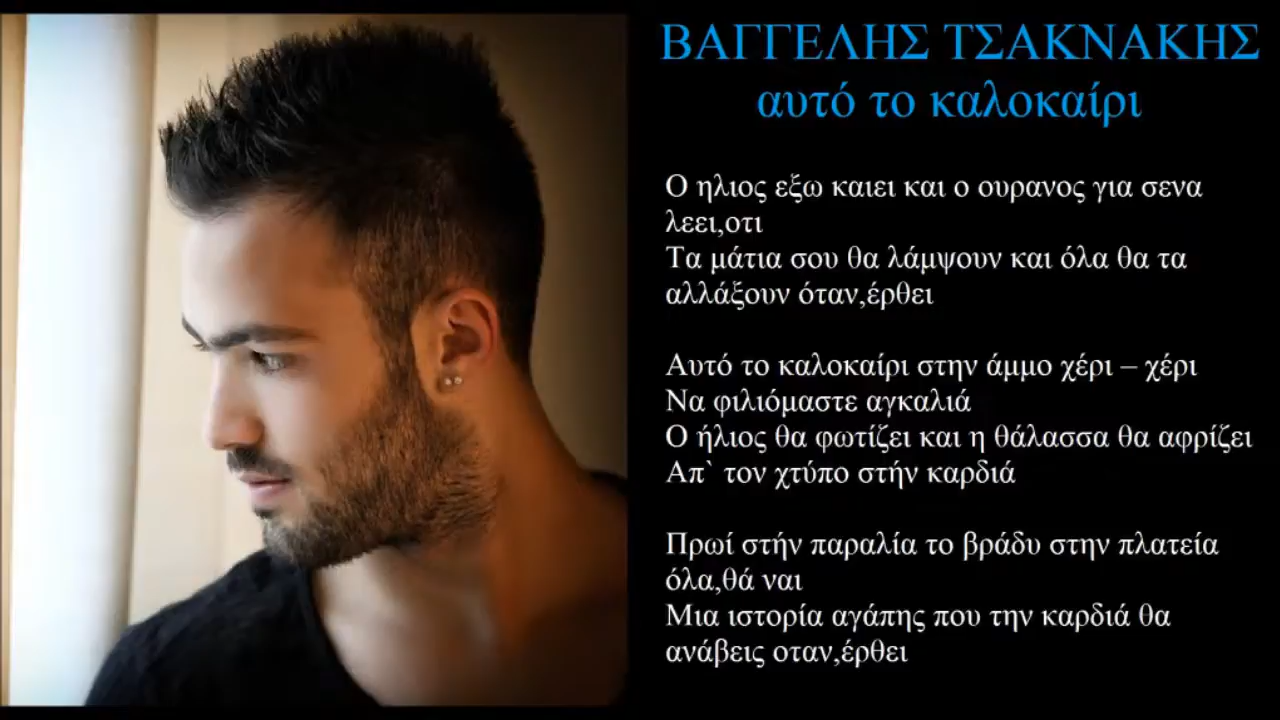 ΒΑΓΓΕΛΗΣ ΤΣΑΚΝΑΚΗΣ
αυτό το καλοκαίρι
Ο ηλιος εξω καιει και ο ουρανος για σενα
λεει,οτι
Τα μάτια σου θα λάμψουν και όλα θα τα
αλλάξουν όταν,έρθει
Αυτό το καλοκαίρι στην άμμο χέρι – χέρι
Να φιλιόμαστε αγκαλιά
Ο ήλιος θα φωτίζει και η θάλασσα θα αφρίζει
Απ` τον χτύπο στήν καρδιά
Πρωί στήν παραλία το βράδυ στην πλατεία
όλα,θά ναι
Μια ιστορία αγάπης που την καρδιά θα
ανάβεις οταν,έρθει